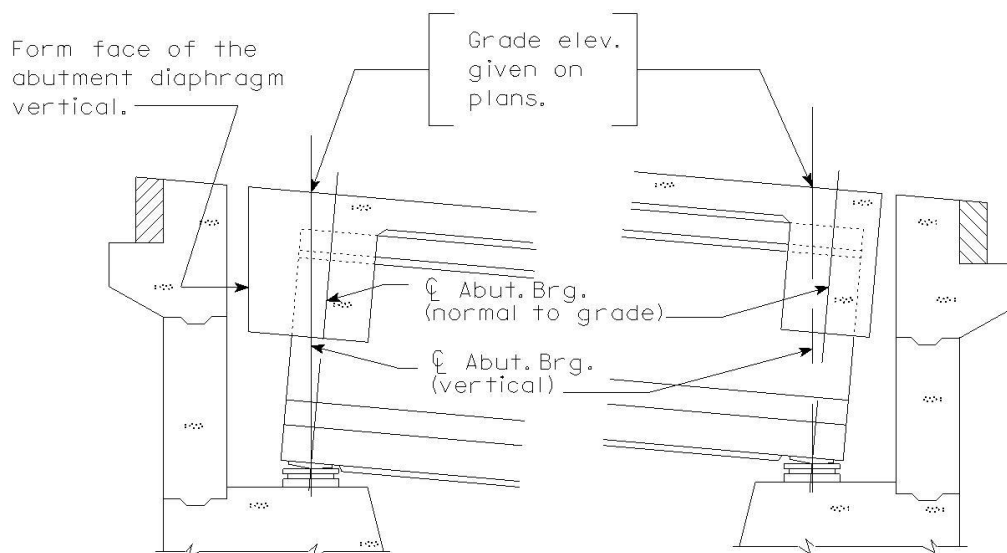 Form face of the
abutment diaphragm
vertical.
Grade elev.
given on
plans.
℄ Abut. Brg.
(normal to grade)
℄ Abut. Brg.
(vertical)